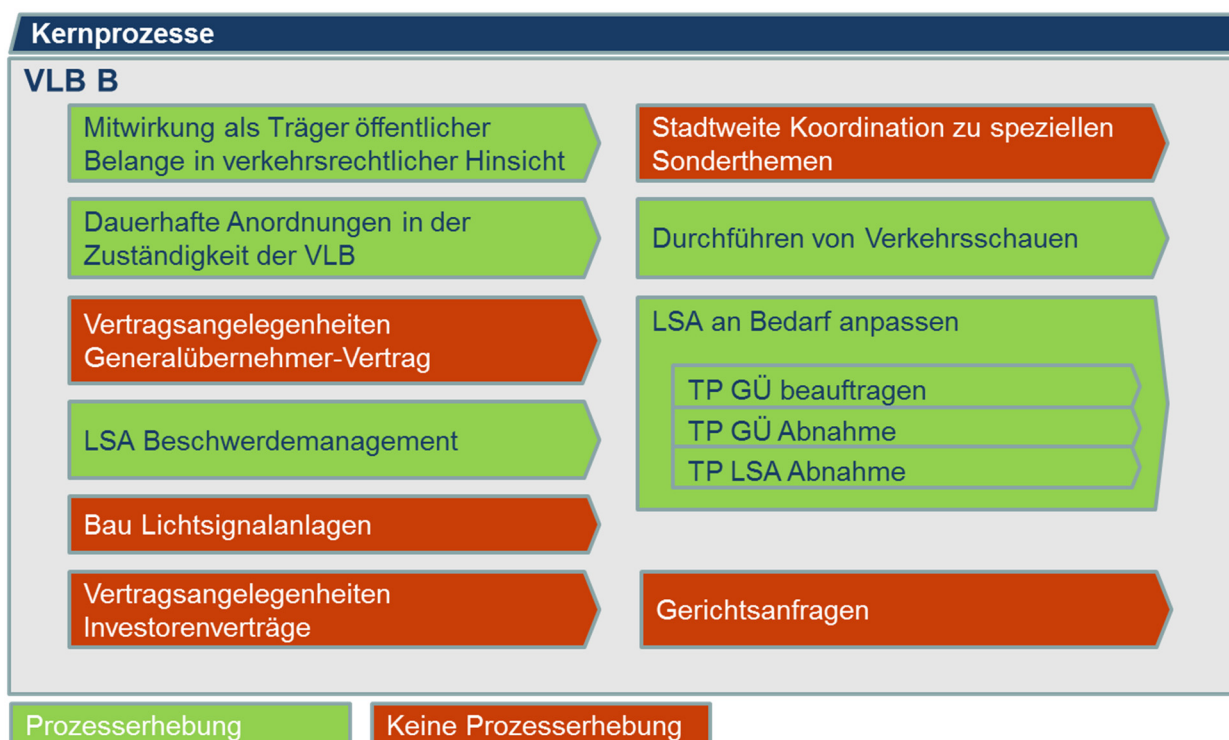 Kernprozesse
VLB B
Mitwirkung als Träger öffentlicher
Belange in verkehrsrechtlicher Hinsicht
Dauerhafte Anordnungen in der
Zuständigkeit der VLB
Vertragsangelegenheiten
Generalübernehmer-Vertrag
LSA Beschwerdemanagement
Bau Lichtsignalanlagen
Vertragsangelegenheiten
Investorenverträge
Stadtweite Koordination zu speziellen
Sonderthemen
Durchführen von Verkehrsschauen
LSA an Bedarf anpassen
TP GÜ beauftragen
TP GÜ Abnahme
TP LSA Abnahme
Gerichtsanfragen
Prozesserhebung
Keine Prozesserhebung